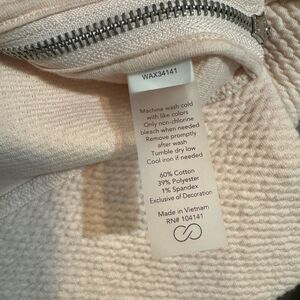 WAX34141
Machine wash cold
with like colors
Only non-chlorine
bleach when needed
Remove promptly
after wash
Tumble dry low
Cool iron if needed
60% Cotton
39% Polyester
1% Spandex
Exclusive of Decoration
Made in Vietnam
RN# 104141